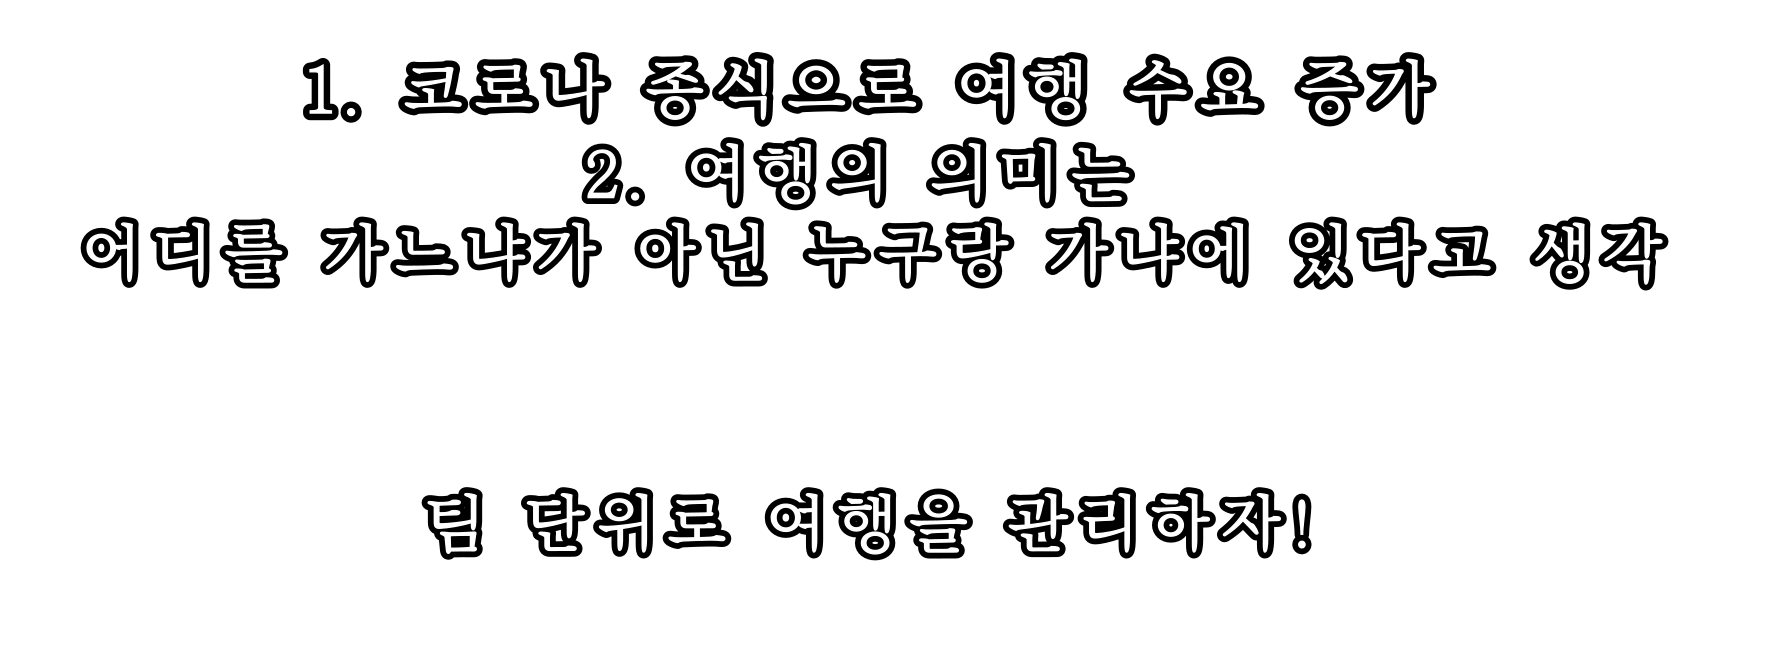 1. 코로나 종식으로 여행 수요 증가
2. 여행의 의미는
어디를 가느냐가 아닌 누구랑 가냐에 있다고 생각
팀 단위로 여행을 관리하자!